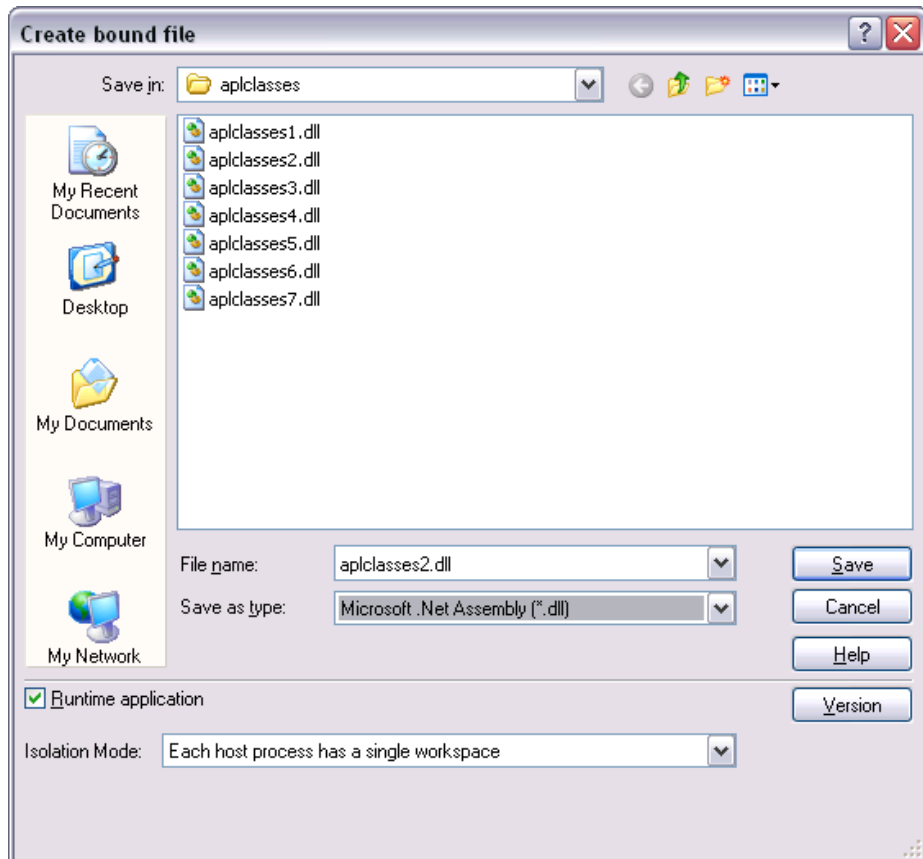 Create bound file
Save in:
aplclasses
aplclasses1.dll
aplclasses2.dll
aplclasses3.dll
aplclasses4.dll
aplclasses5.dll
aplclasses6.dll
aplclasses7.dll
My Recent
Documents
Desktop
My Documents
My Computer
My Network
File name:
aplclasses2.dll
Save
Save as type:
Microsoft .Net Assembly (*.dll)
Cancel
Help
Runtime application
Version
Isolation Mode:
Each host process has a single workspace